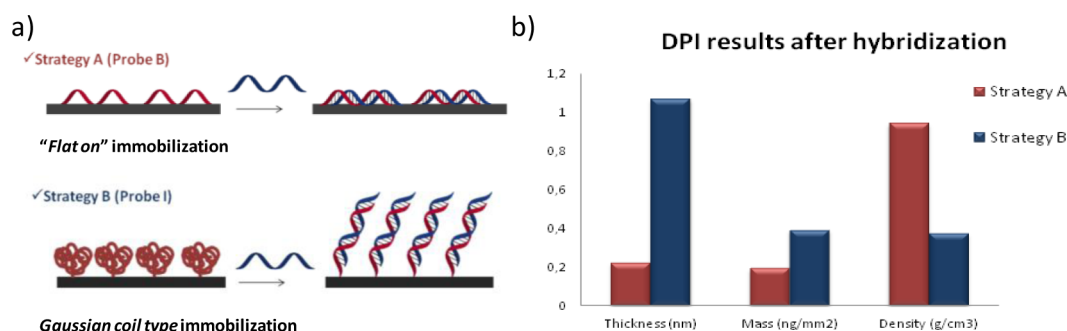 a)
✓Strategy A (Probe B)
“Flat on” immobilization
✓Strategy B (Probe I)
Gaussian coil type immobilization
b)
DPI results after hybridization
1,2
1
0,8
0,6
0,4
0,2
0
Thickness (nm)
Mass (ng/mm2)
Density (g/cm3)
Strategy A
Strategy B